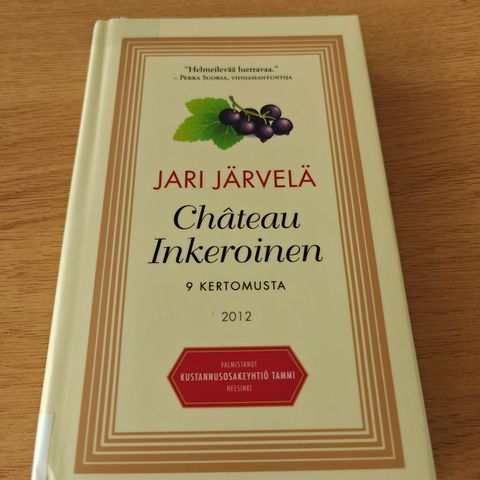 "Helmeilevää luettavaa."
– Pekka Suorsa, viiniasiantuntija
JARI JÄRVELÄ
Château
Inkeroinen
9 KERTOMUSTA
2012
VALMISTANUT
KUSTANNUSOSAKEYHTIÖ TAMMI
HELSINKI